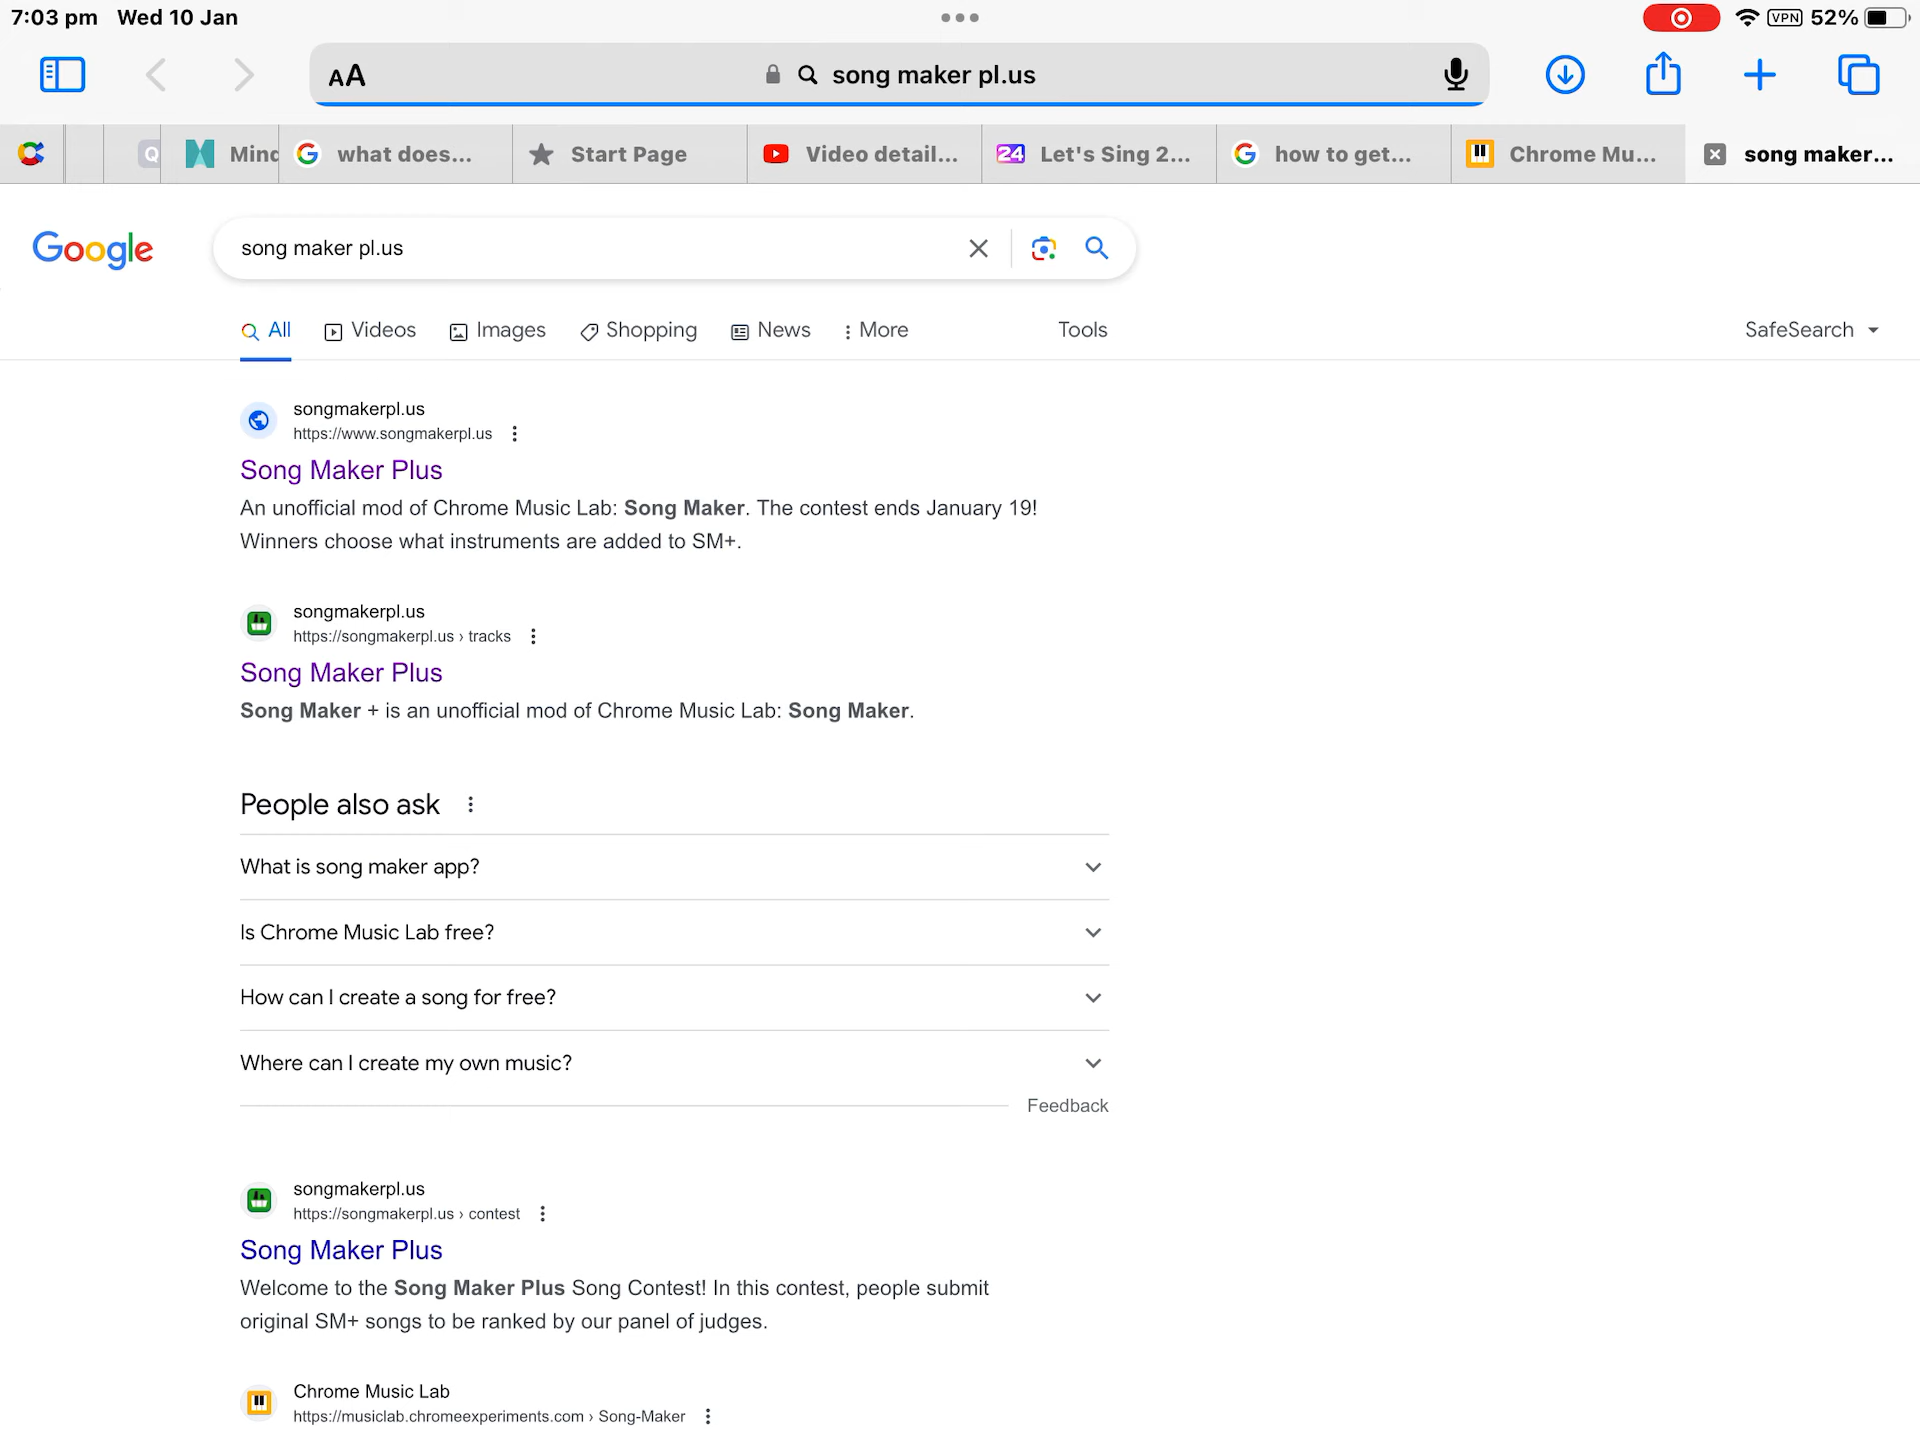 7:03 pm Wed 10 Jan
VPN 52%
AA song maker pl.us
Q Mind what does... Start Page Video detail... 24 Let's Sing 2... how to get... Chrome Mu... song maker...
Google song maker pl.us
All Videos Images Shopping News More Tools SafeSearch
songmakerpl.us
https://www.songmakerpl.us
Song Maker Plus
An unofficial mod of Chrome Music Lab: Song Maker. The contest ends January 19!
Winners choose what instruments are added to SM+.
songmakerpl.us
https://songmakerpl.us › tracks
Song Maker Plus
Song Maker + is an unofficial mod of Chrome Music Lab: Song Maker.
People also ask
What is song maker app?
Is Chrome Music Lab free?
How can I create a song for free?
Where can I create my own music?
Feedback
songmakerpl.us
https://songmakerpl.us › contest
Song Maker Plus
Welcome to the Song Maker Plus Song Contest! In this contest, people submit
original SM+ songs to be ranked by our panel of judges.
Chrome Music Lab
https://musiclab.chromeexperiments.com › Song-Maker